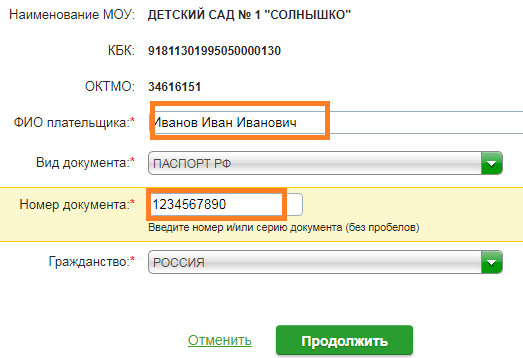 Наименование МОУ: ДЕТСКИЙ САД № 1 "СОЛНЫШКО"
КБК: 91811301995050000130
ОКТМО: 34616151
ФИО плательщика:* Иванов Иван Иванович
Вид документа:* ПАСПОРТ РФ
Номер документа:* 1234567890
Введите номер и/или серию документа (без пробелов)
Гражданство:* РОССИЯ
Отменить Продолжить